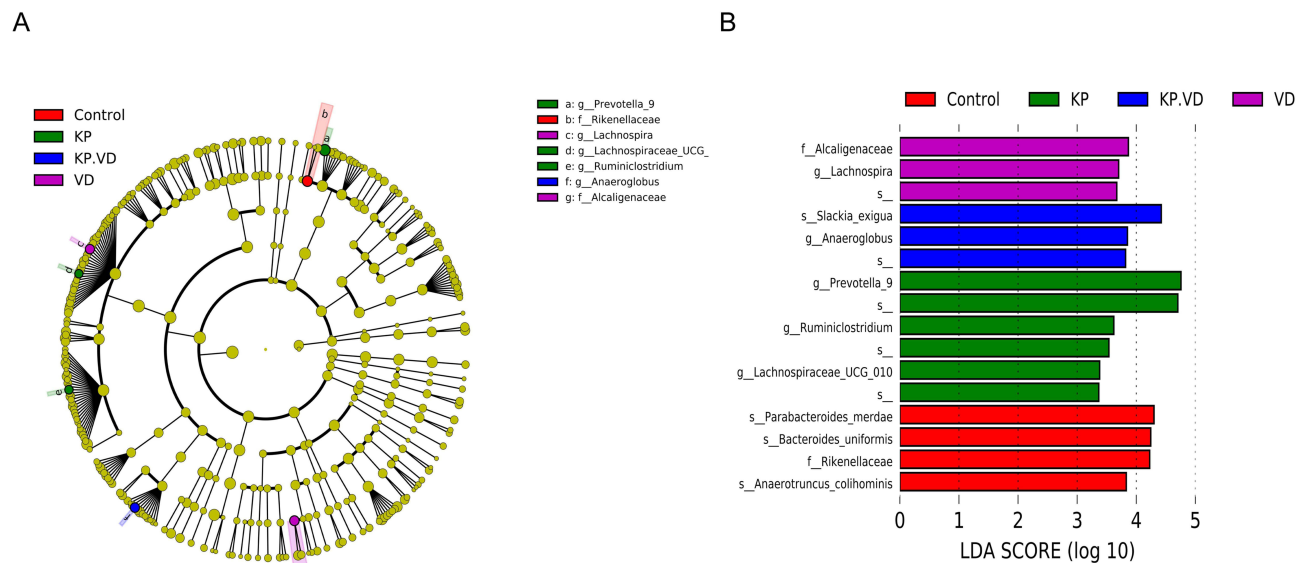 A
B
Control
KP
KP.VD
VD
a: g__Prevotella_9
b: f__Rikenellaceae
c: g__Lachnospira
d: g__Lachnospiraceae_UCG_
e: g__Ruminiclostridium
f: g__Anaeroglobus
g: f__Alcaligenaceae
b
a
c
d
e
f
Control KP KP.VD VD
f__Alcaligenaceae
g__Lachnospira
s__
s__Slackia_exigua
g__Anaeroglobus
s__
g__Prevotella_9
s__
g__Ruminiclostridium
s__
g__Lachnospiraceae_UCG_010
s__
s__Parabacteroides_merdae
s__Bacteroides_uniformis
f__Rikenellaceae
s__Anaerotruncus_colihominis
0 1 2 3 4 5
LDA SCORE (log 10)